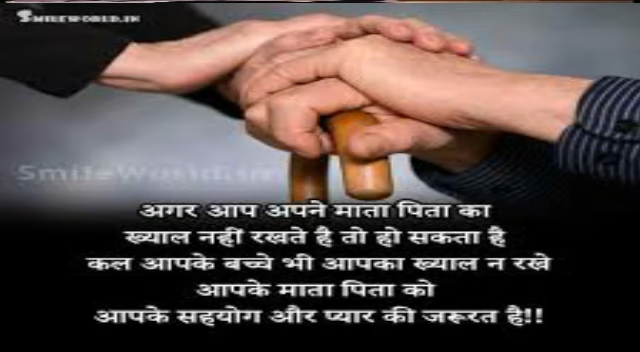 SMILEWORLD.IN
SmileWorld.in
अगर आप अपने माता पिता का
ख्याल नहीं रखते है तो हो सकता है
कल आपके बच्चे भी आपका ख्याल न रखे
आपके माता पिता को
आपके सहयोग और प्यार की जरूरत है!!